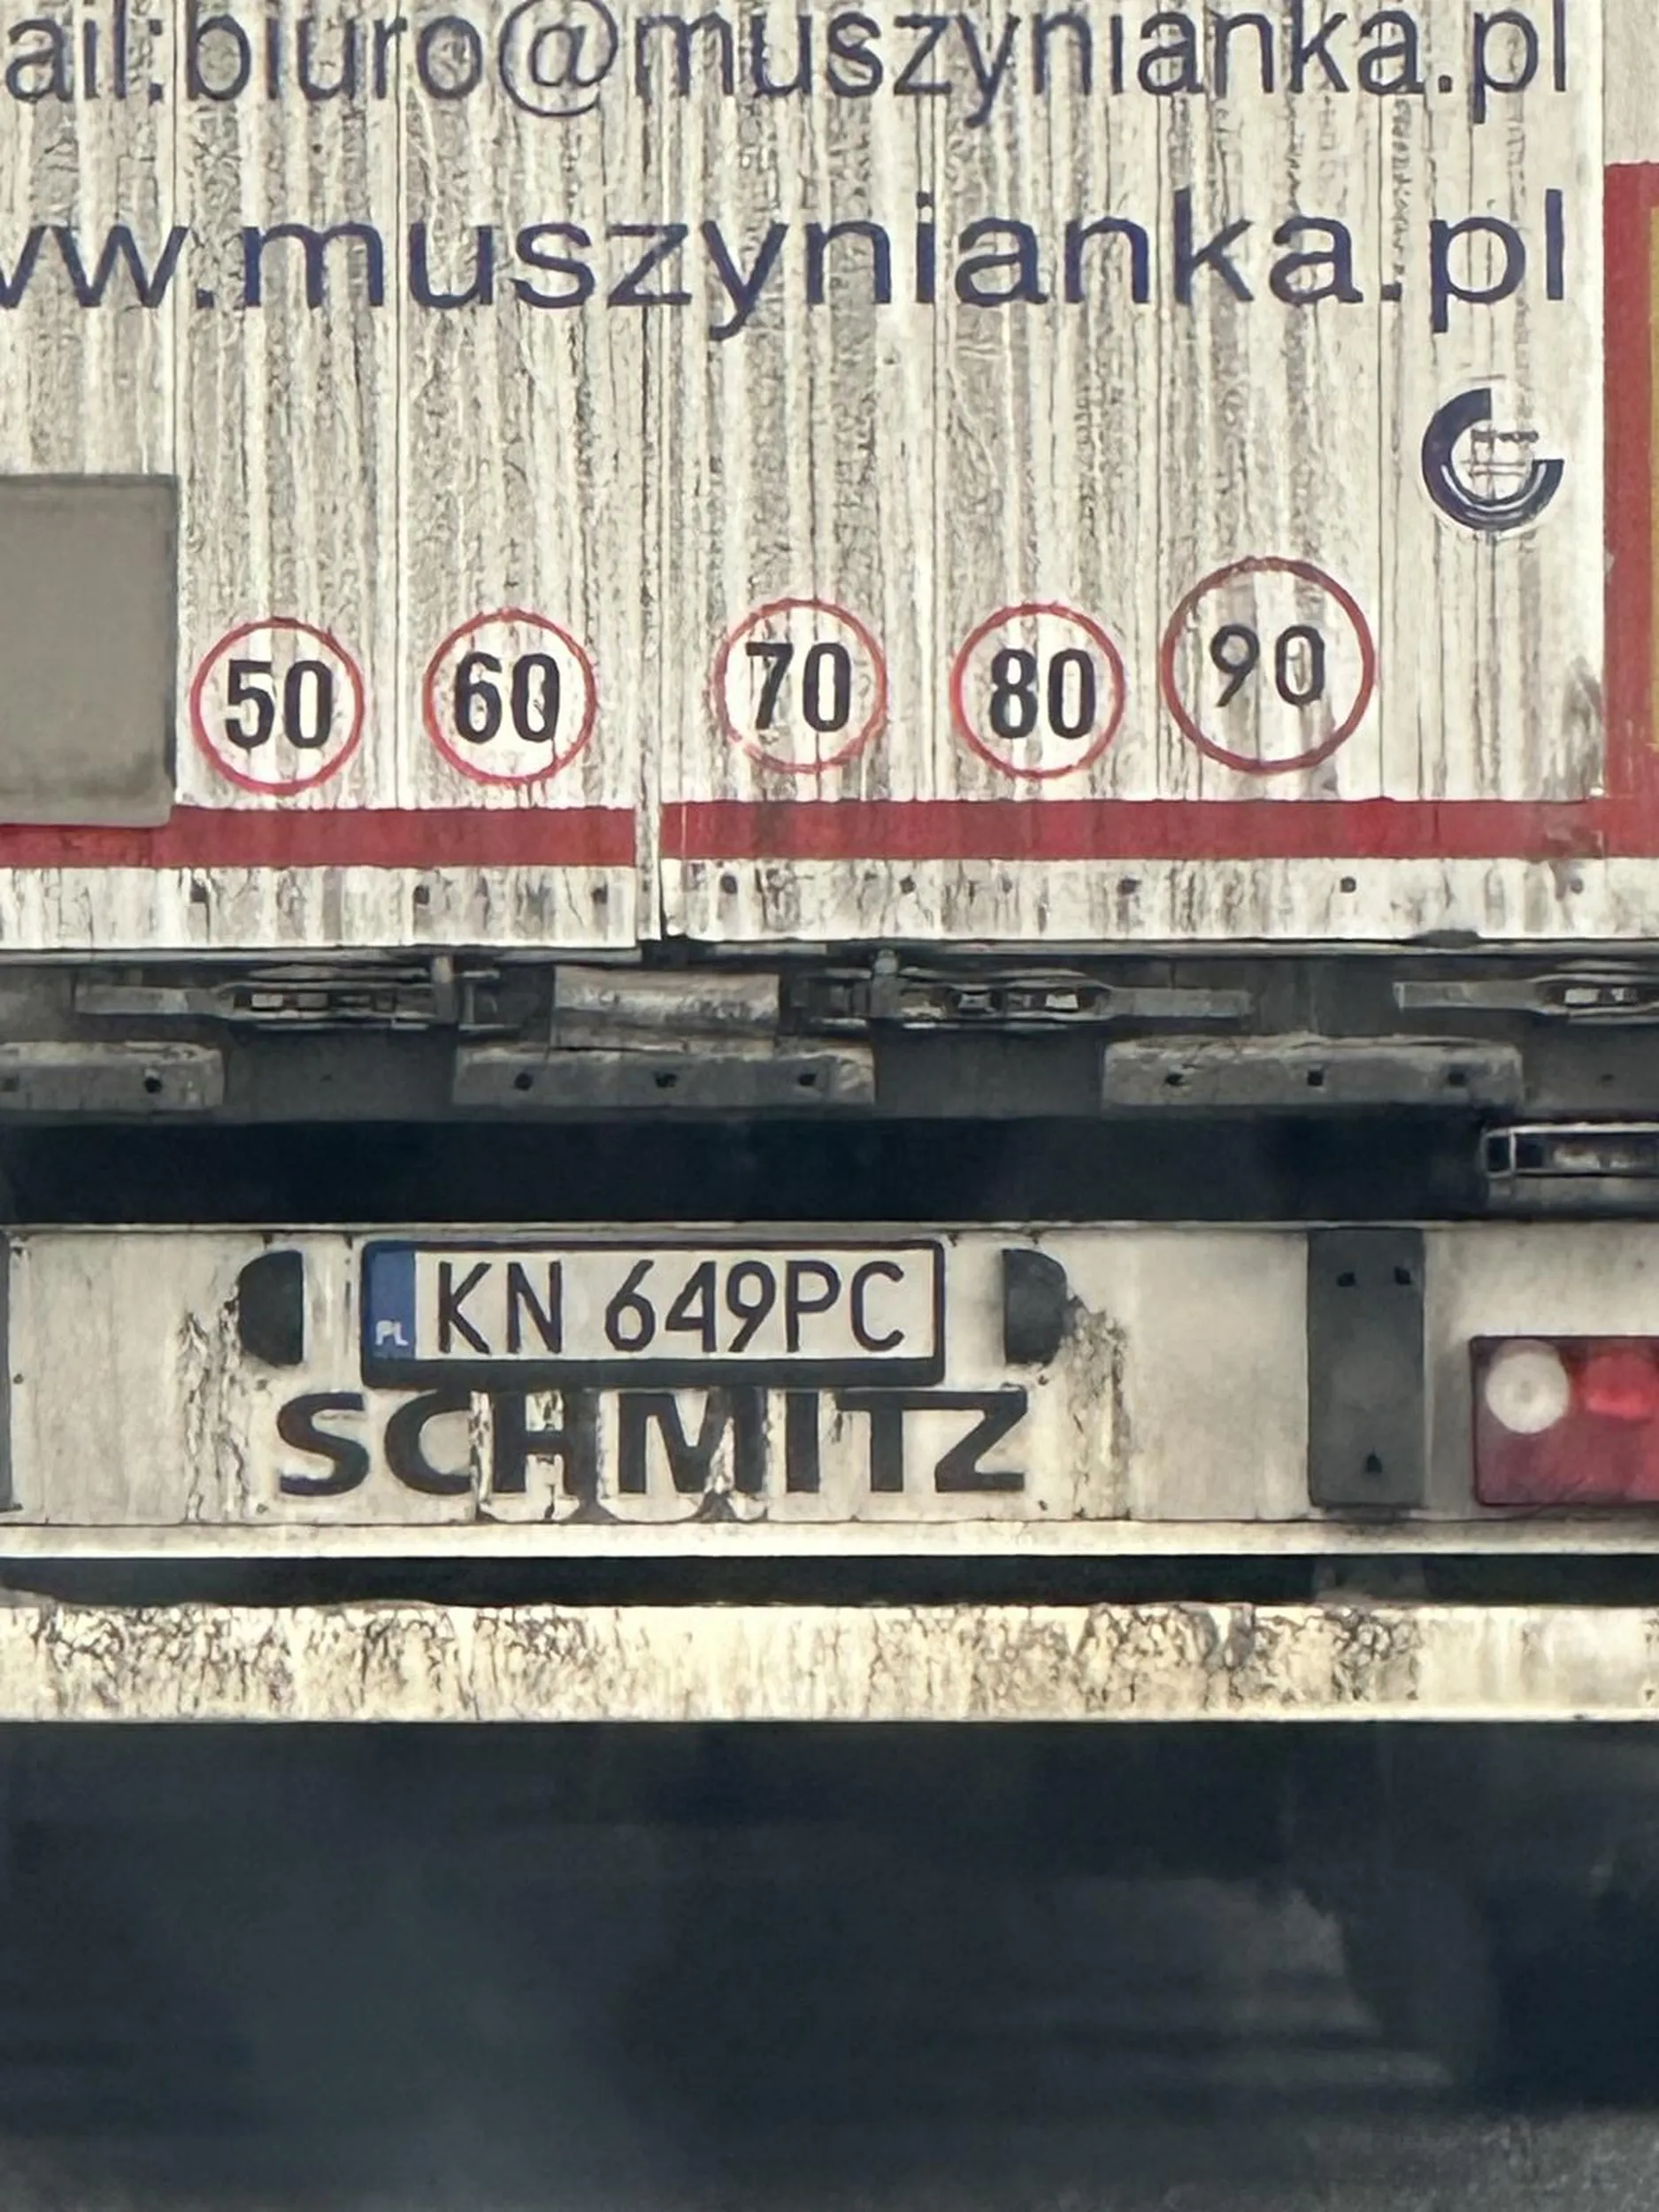 ail:biuro@muszynianka.pl
ww.muszynianka.pl
50 60 70 80 90
PL KN 649PC
SCHMITZ